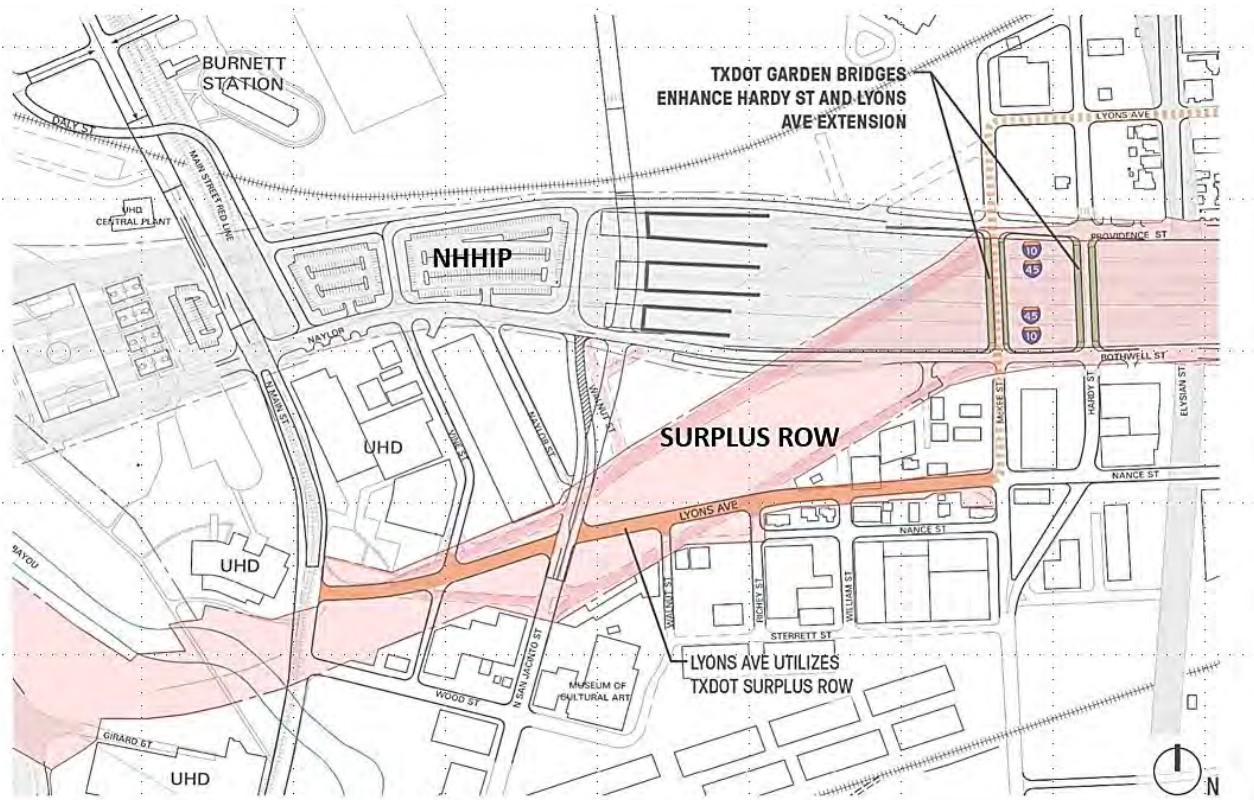 BURNETT
STATION
TXDOT GARDEN BRIDGES
ENHANCE HARDY ST AND LYONS
AVE EXTENSION
LYONS AVE
DALY ST
MAIN STREET RED LINE
UHD
CENTRAL PLANT
NHHIP
PROVIDENCE ST
10
45
45
10
NAYLOR
ROTHWELL ST
N MAIN ST
UHD
VINE ST
NAYLOR ST
WALNUT ST
SURPLUS ROW
MCKEE ST
HARDY ST
ELYSIAN ST
NANCE ST
LYONS AVE
NANCE ST
BAYOU
UHD
WALNUT ST
RICHEY ST
WILLIAM ST
STERRETT ST
LYONS AVE UTILIZES
TXDOT SURPLUS ROW
N SAN JACINTO ST
MUSEUM OF
CULTURAL ART
WOOD ST
GIRARD ST
UHD
N